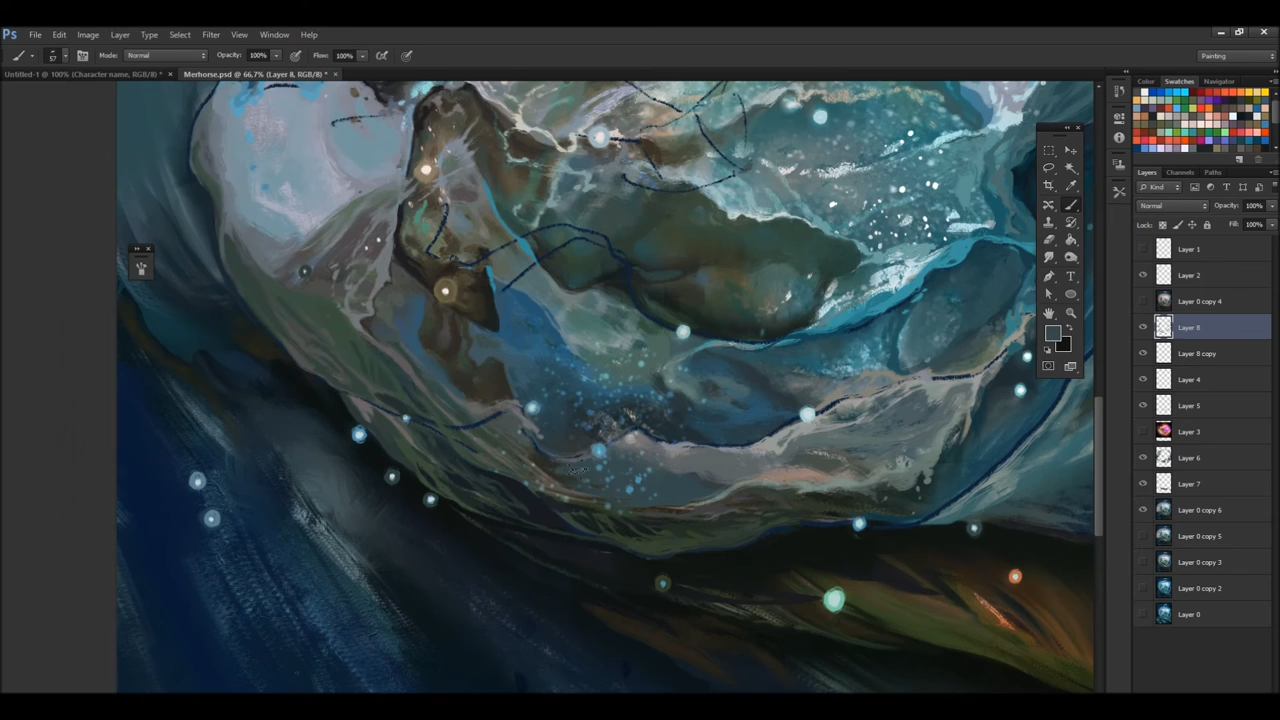 Ps File Edit Image Layer Type Select Filter View Window Help
57 Mode: Normal Opacity: 100% Flow: 100% Painting
Untitled-1 @ 100% (Character name, RGB/8) * × Merhorse.psd @ 66.7% (Layer 8, RGB/8) * ×
Color Swatches Navigator
Layers Channels Paths
Kind
Normal Opacity: 100%
Lock: Fill: 100%
Layer 1
Layer 2
Layer 0 copy 4
Layer 8
Layer 8 copy
Layer 4
Layer 5
Layer 3
Layer 6
Layer 7
Layer 0 copy 6
Layer 0 copy 5
Layer 0 copy 3
Layer 0 copy 2
Layer 0